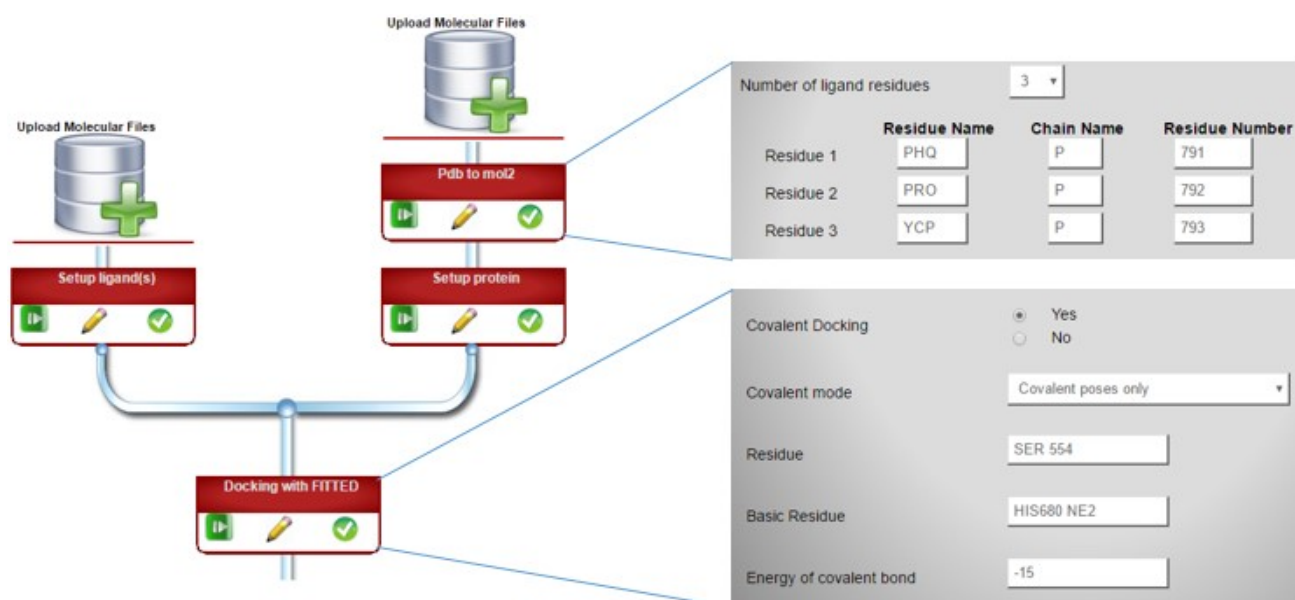 Upload Molecular Files
Upload Molecular Files
Pdb to mol2
Setup ligand(s)
Setup protein
Docking with FITTED
Number of ligand residues 3
Residue Name Chain Name Residue Number
Residue 1 PHQ P 791
Residue 2 PRO P 792
Residue 3 YCP P 793
Covalent Docking Yes
No
Covalent mode Covalent poses only
Residue SER 554
Basic Residue HIS680 NE2
Energy of covalent bond -15